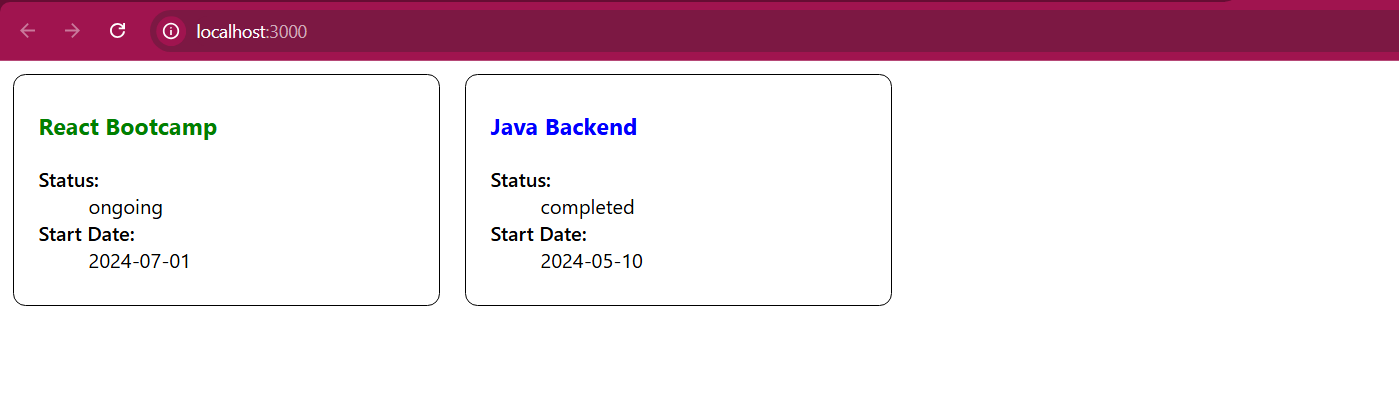 localhost:3000
React Bootcamp
Status:
ongoing
Start Date:
2024-07-01
Java Backend
Status:
completed
Start Date:
2024-05-10